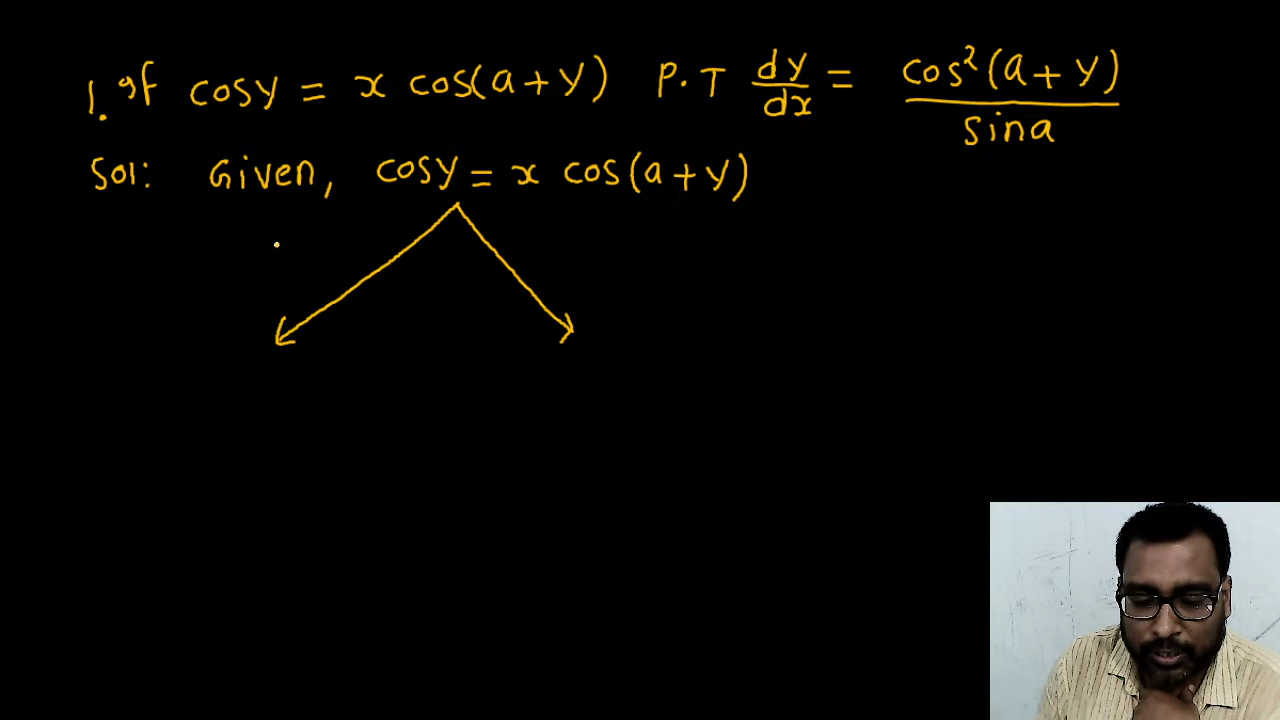 1. If cosy = x cos(a+y) P.T dy/dx = cos²(a+y)/sina
Sol: Given, cosy = x cos(a+y)